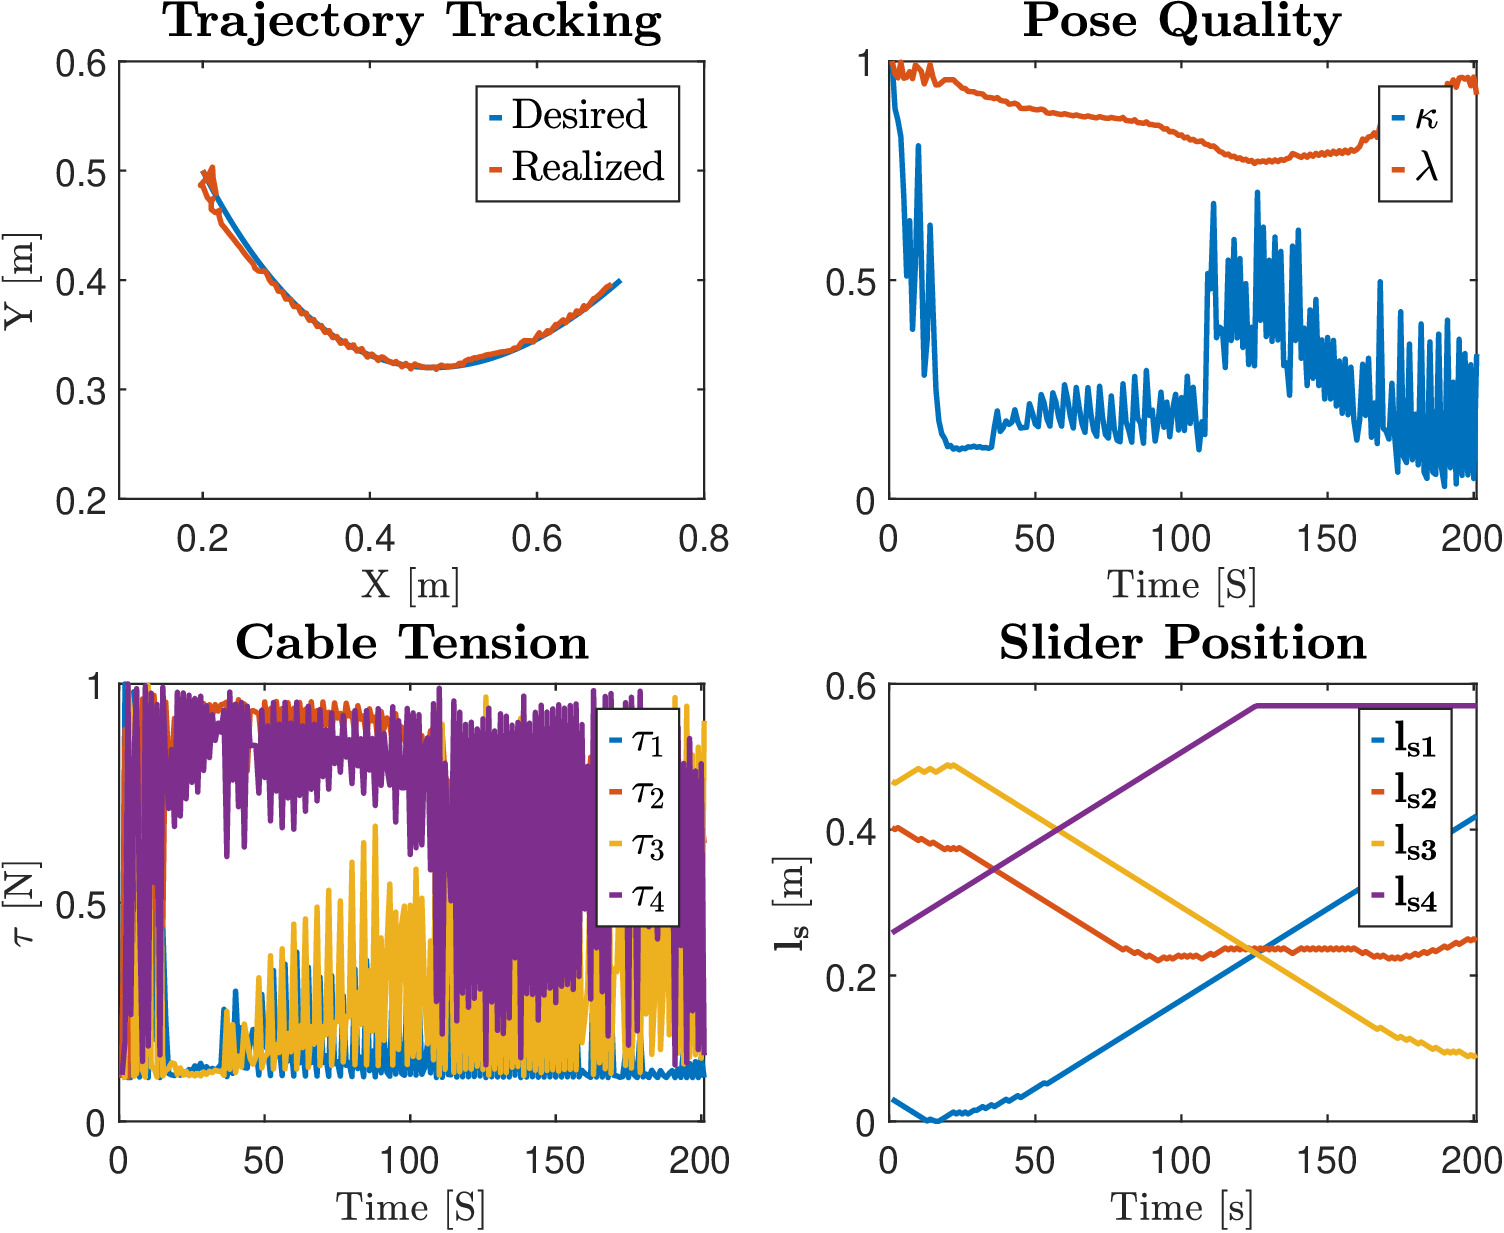 Trajectory Tracking
0.6
0.5
0.4
0.3
0.2
Y [m]
Desired
Realized
0.2 0.4 0.6 0.8
X [m]
Pose Quality
1
0.5
0
κ
λ
0 50 100 150 200
Time [S]
Cable Tension
1
0.5
0
τ [N]
τ1
τ2
τ3
τ4
0 50 100 150 200
Time [S]
Slider Position
0.6
0.4
0.2
0
ls [m]
ls1
ls2
ls3
ls4
0 50 100 150 200
Time [s]